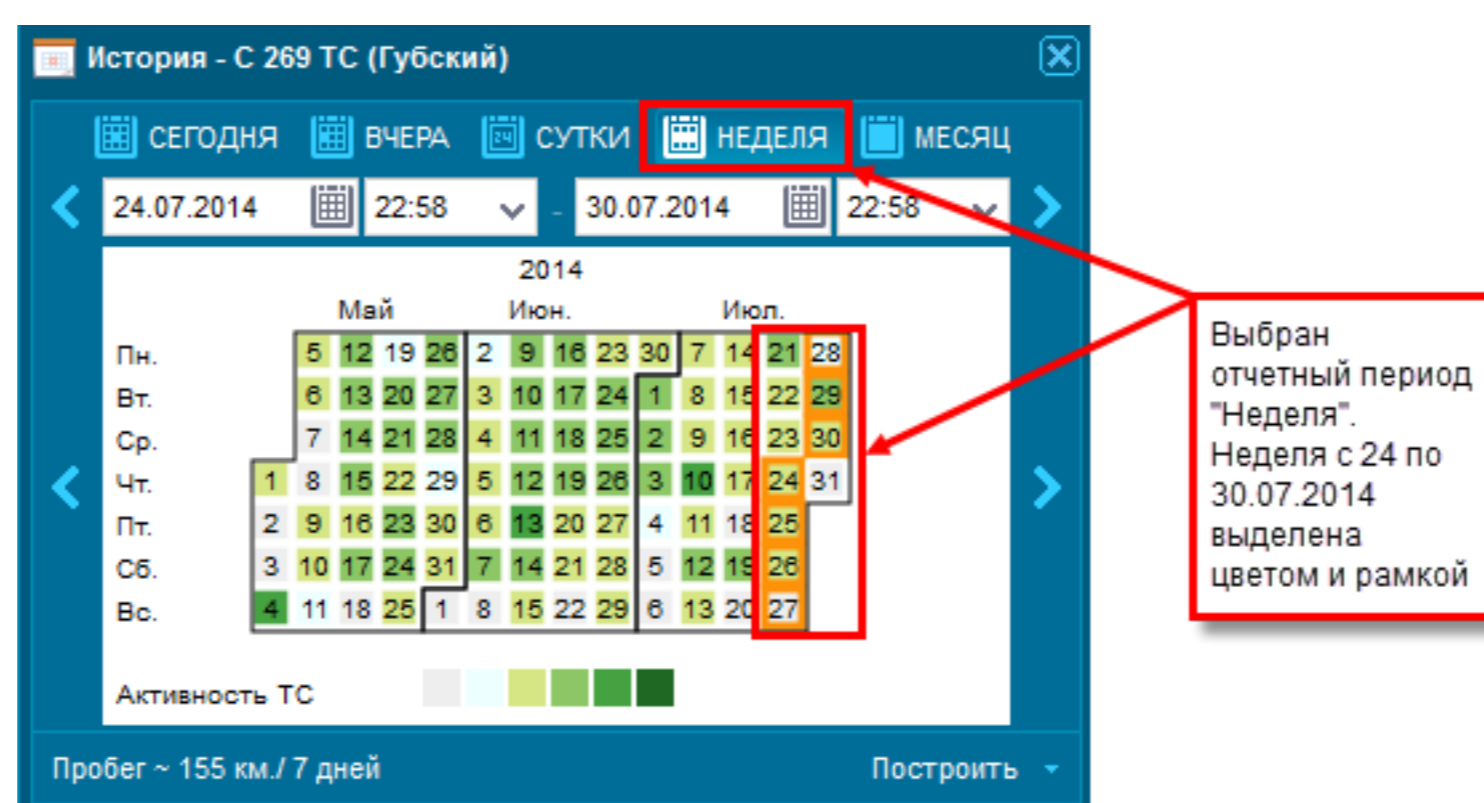 История - С 269 ТС (Губский)
СЕГОДНЯ ВЧЕРА 24 СУТКИ НЕДЕЛЯ МЕСЯЦ
24.07.2014 22:58 - 30.07.2014 22:58
2014
Май Июн. Июл.
Пн. 5 12 19 26 2 9 16 23 30 7 14 21 28
Вт. 6 13 20 27 3 10 17 24 1 8 15 22 29
Ср. 7 14 21 28 4 11 18 25 2 9 16 23 30
Чт. 1 8 15 22 29 5 12 19 26 3 10 17 24 31
Пт. 2 9 16 23 30 6 13 20 27 4 11 18 25
Сб. 3 10 17 24 31 7 14 21 28 5 12 19 26
Вс. 4 11 18 25 1 8 15 22 29 6 13 20 27
Активность ТС
Пробег ~ 155 км./ 7 дней Построить
Выбран
отчетный период
"Неделя".
Неделя с 24 по
30.07.2014
выделена
цветом и рамкой